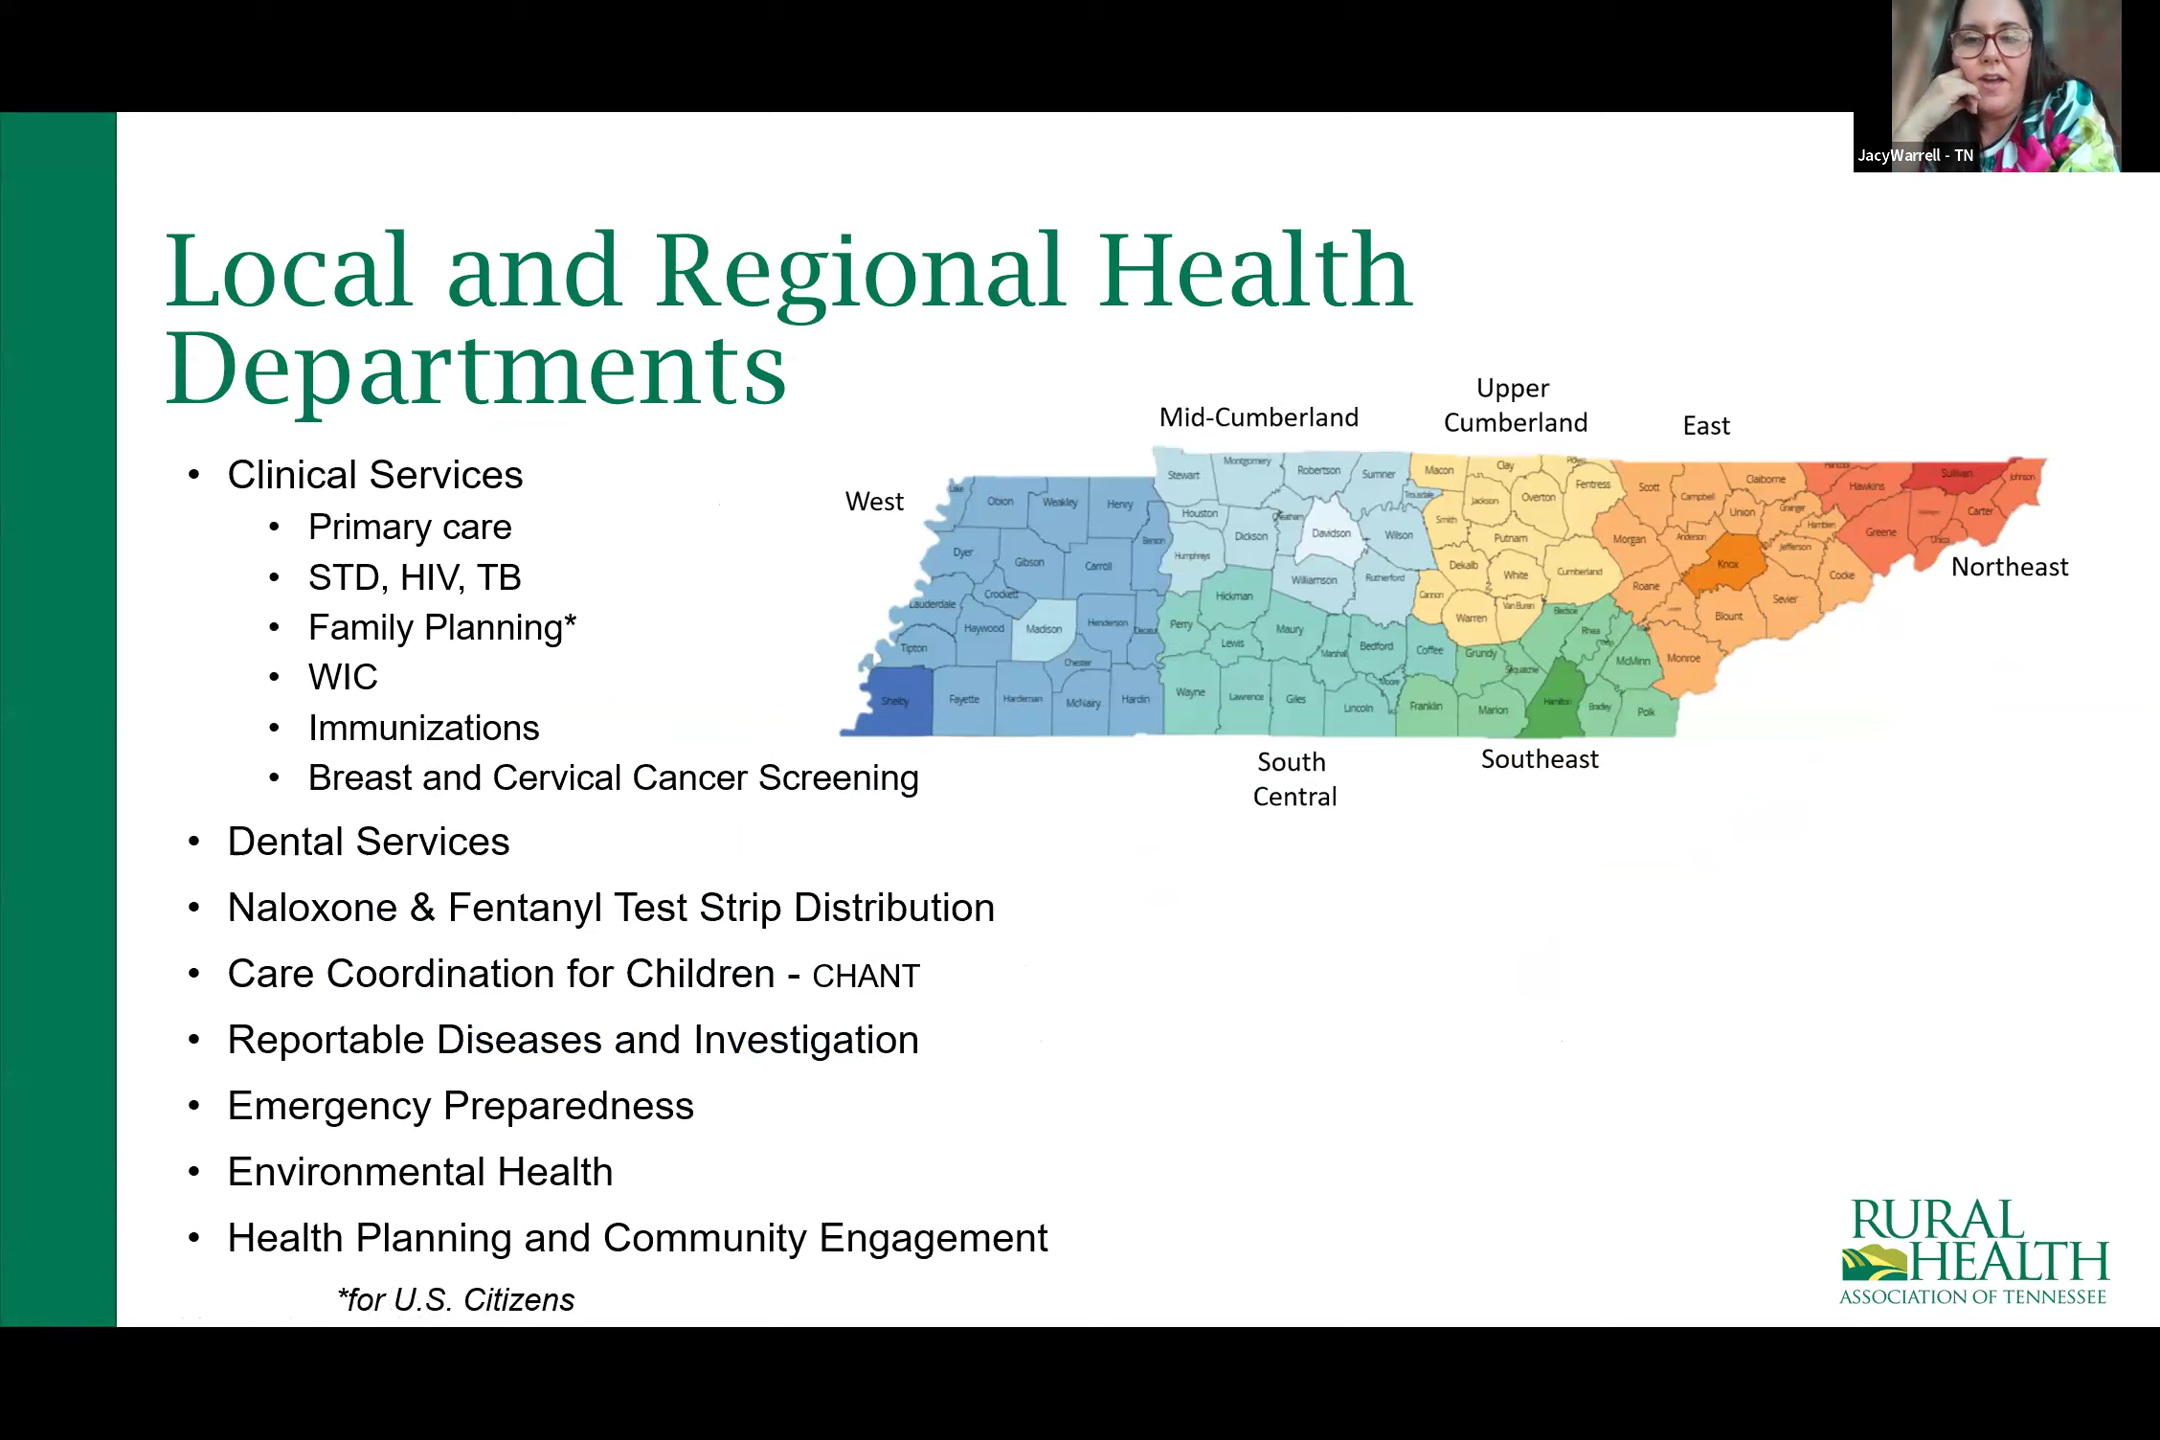 JacyWarrell - TN
Local and Regional Health
Departments
• Clinical Services
• Primary care
• STD, HIV, TB
• Family Planning*
• WIC
• Immunizations
• Breast and Cervical Cancer Screening
• Dental Services
• Naloxone & Fentanyl Test Strip Distribution
• Care Coordination for Children - CHANT
• Reportable Diseases and Investigation
• Emergency Preparedness
• Environmental Health
• Health Planning and Community Engagement
*for U.S. Citizens
West
Mid-Cumberland
Upper
Cumberland
East
Northeast
South
Central
Southeast
Lake
Obion
Weakley
Henry
Dyer
Gibson
Carroll
Benton
Lauderdale
Crockett
Haywood
Madison
Henderson
Decatur
Tipton
Chester
Shelby
Fayette
Hardeman
McNairy
Hardin
Stewart
Montgomery
Robertson
Sumner
Trousdale
Houston
Cheatham
Dickson
Davidson
Wilson
Humphreys
Williamson
Rutherford
Hickman
Perry
Lewis
Maury
Marshall
Bedford
Coffee
Moore
Wayne
Lawrence
Giles
Lincoln
Macon
Clay
Fentress
Jackson
Overton
Smith
Putnam
Dekalb
White
Cumberland
Cannon
Warren
Van Buren
Bledsoe
Rhea
Grundy
Sequatchie
McMinn
Franklin
Marion
Hamilton
Bradley
Polk
Scott
Campbell
Claiborne
Union
Grainger
Hamblen
Morgan
Anderson
Knox
Jefferson
Cocke
Roane
Blount
Sevier
Monroe
Hawkins
Sullivan
Johnson
Greene
Carter
RURAL
HEALTH
ASSOCIATION OF TENNESSEE